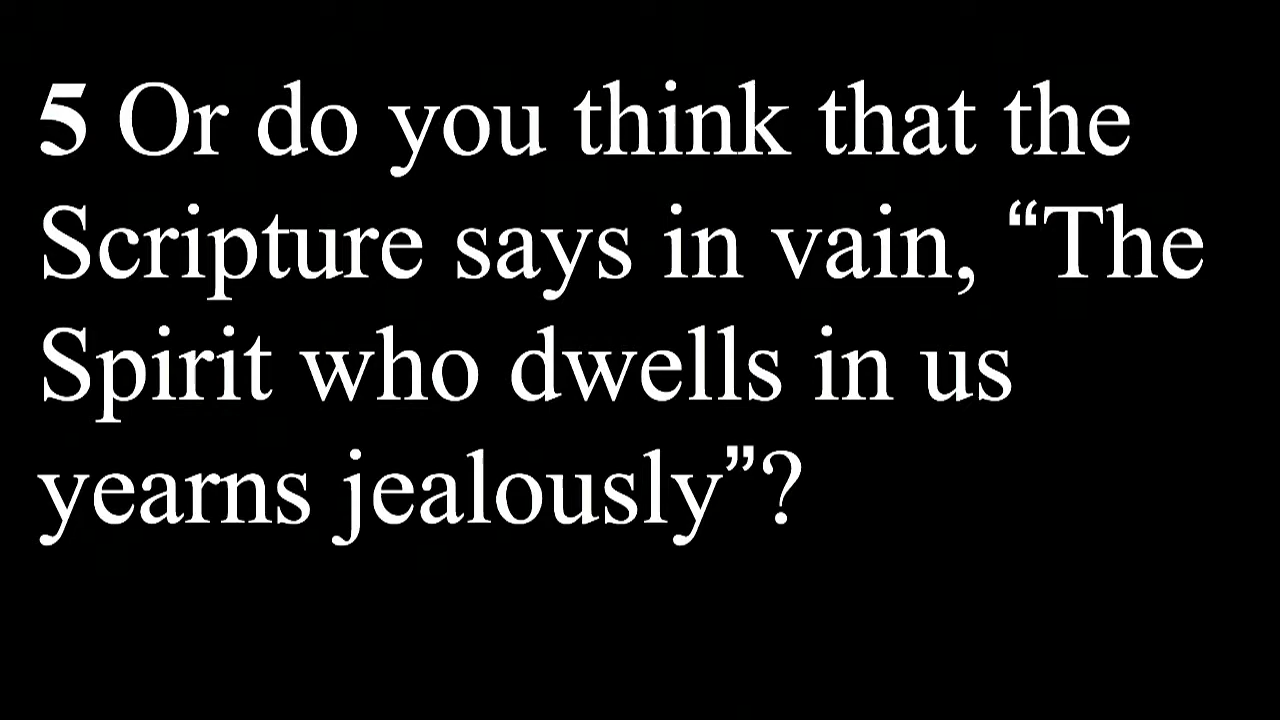 5 Or do you think that the
Scripture says in vain, “The
Spirit who dwells in us
yearns jealously”?